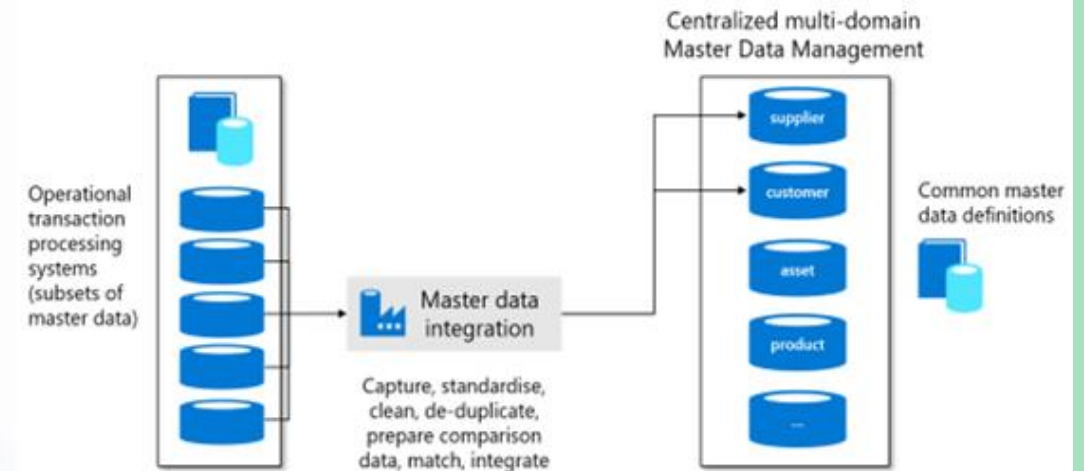 Centralized multi-domain
Master Data Management
Operational
transaction
processing
systems
(subsets of
master data)
Master data
integration
Capture, standardise,
clean, de-duplicate,
prepare comparison
data, match, integrate
supplier
customer
asset
product
...
Common master
data definitions